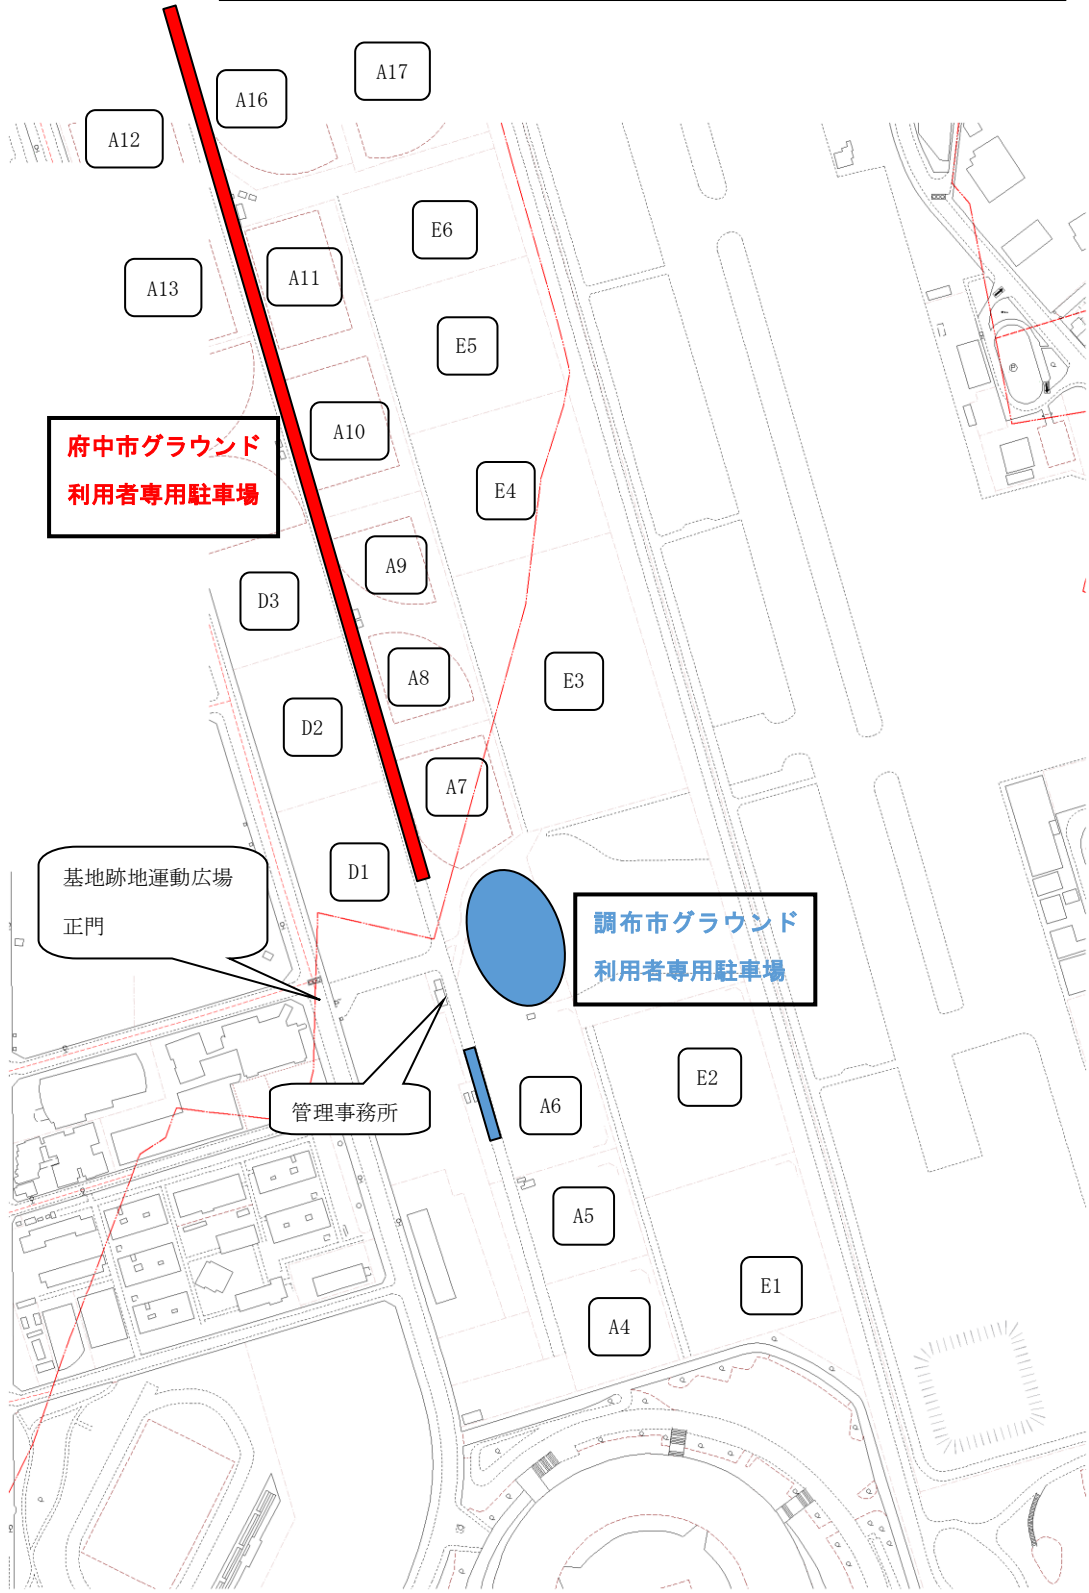 A17
A16
A12
E6
A11
A13
E5
A10
府中市グラウンド
利用者専用駐車場
E4
A9
D3
A8
E3
D2
A7
D1
基地跡地運動広場
正門
調布市グラウンド
利用者専用駐車場
E2
A6
管理事務所
A5
E1
A4